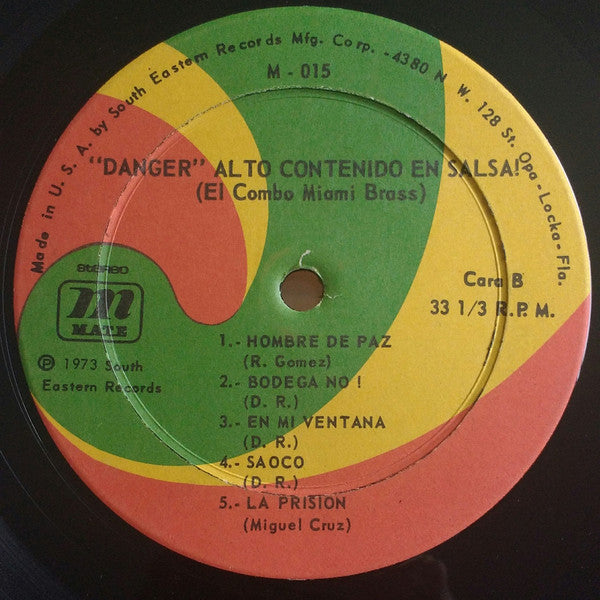 Made in U. S. A. by South Eastern Records Mfg. Corp. -4380 N. W. 128 St. Opa-Locka-Fla.
M - 015
"DANGER" ALTO CONTENIDO EN SALSA!
(El Combo Miami Brass)
STEREO
m
MATE
℗ 1973 South
Eastern Records
Cara B
33 1/3 R.P.M.
1.- HOMBRE DE PAZ
(R. Gomez)
2.- BODEGA NO !
(D. R.)
3.- EN MI VENTANA
(D. R.)
4.- SAOCO
(D. R.)
5.- LA PRISION
(Miguel Cruz)